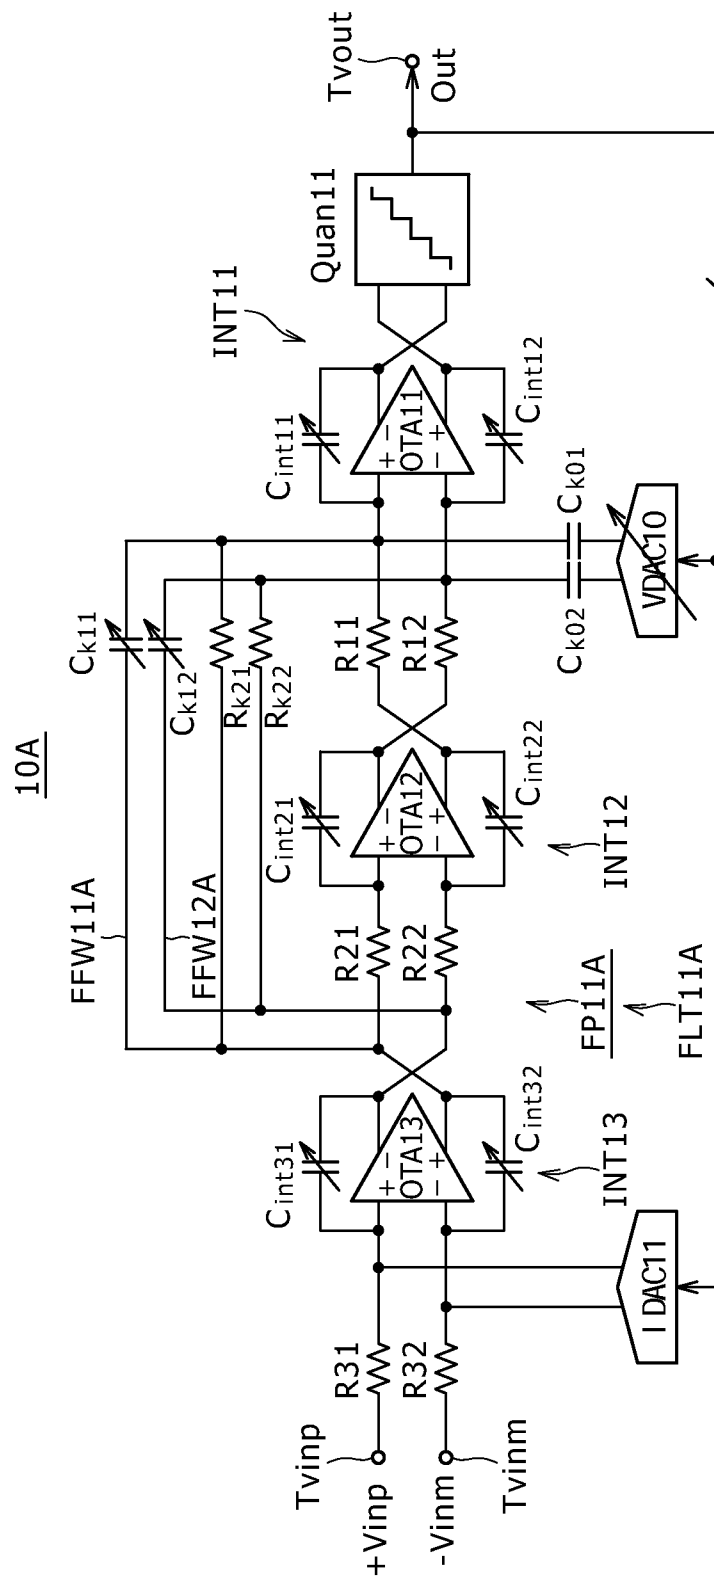 10A
FFW11A
Ck11
FFW12A
Ck12
Rk21
Rk22
INT11
Cint31
Cint21
Cint11
Quan11
Tvout
Out
Tvinp
+Vinp
R31
OTA13
+ −
− +
R21
OTA12
+ −
− +
R11
OTA11
+ −
− +
-Vinm
Tvinm
R32
R22
R12
Cint32
Cint22
Cint12
INT13
INT12
FP11A
FLT11A
Ck02
Ck01
IDAC11
VDAC10